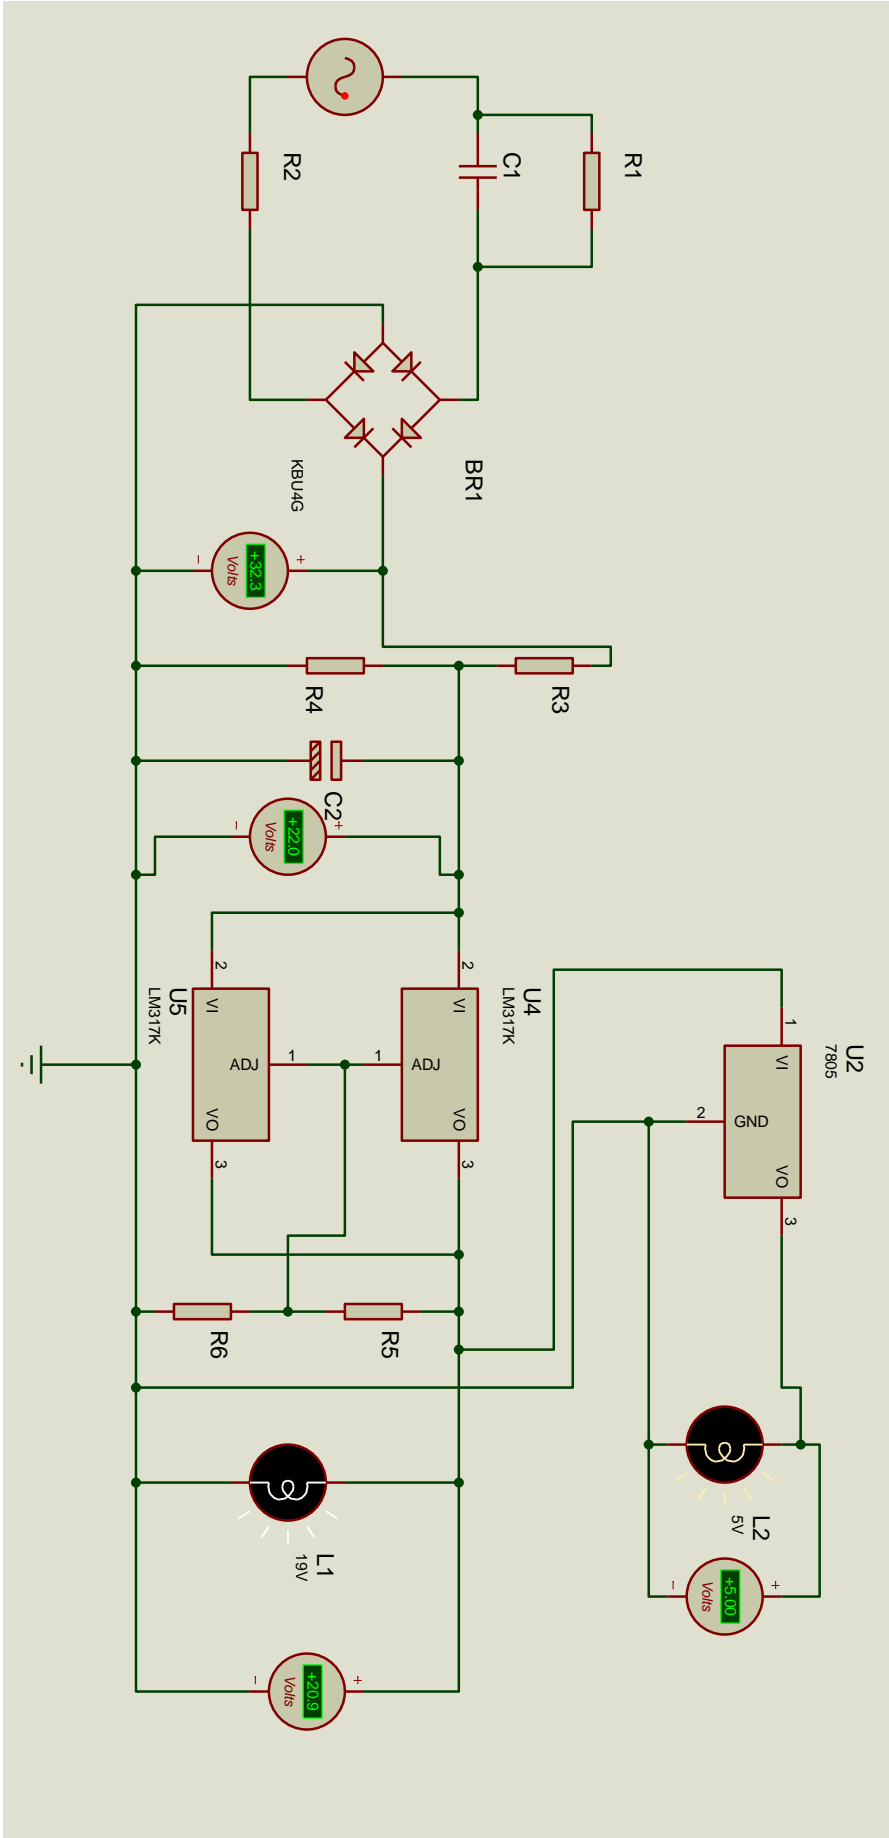 R2
C1
R1
BR1
KBU4G
+32.3
Volts
+
–
R3
R4
C2
+22.0
Volts
+
–
U4
LM317K
2
VI
ADJ
1
VO
3
U5
LM317K
2
VI
ADJ
1
VO
3
U2
7805
1
VI
2
GND
VO
3
R5
R6
L1
19V
L2
5V
+5.00
Volts
+
–
+20.9
Volts
+
–